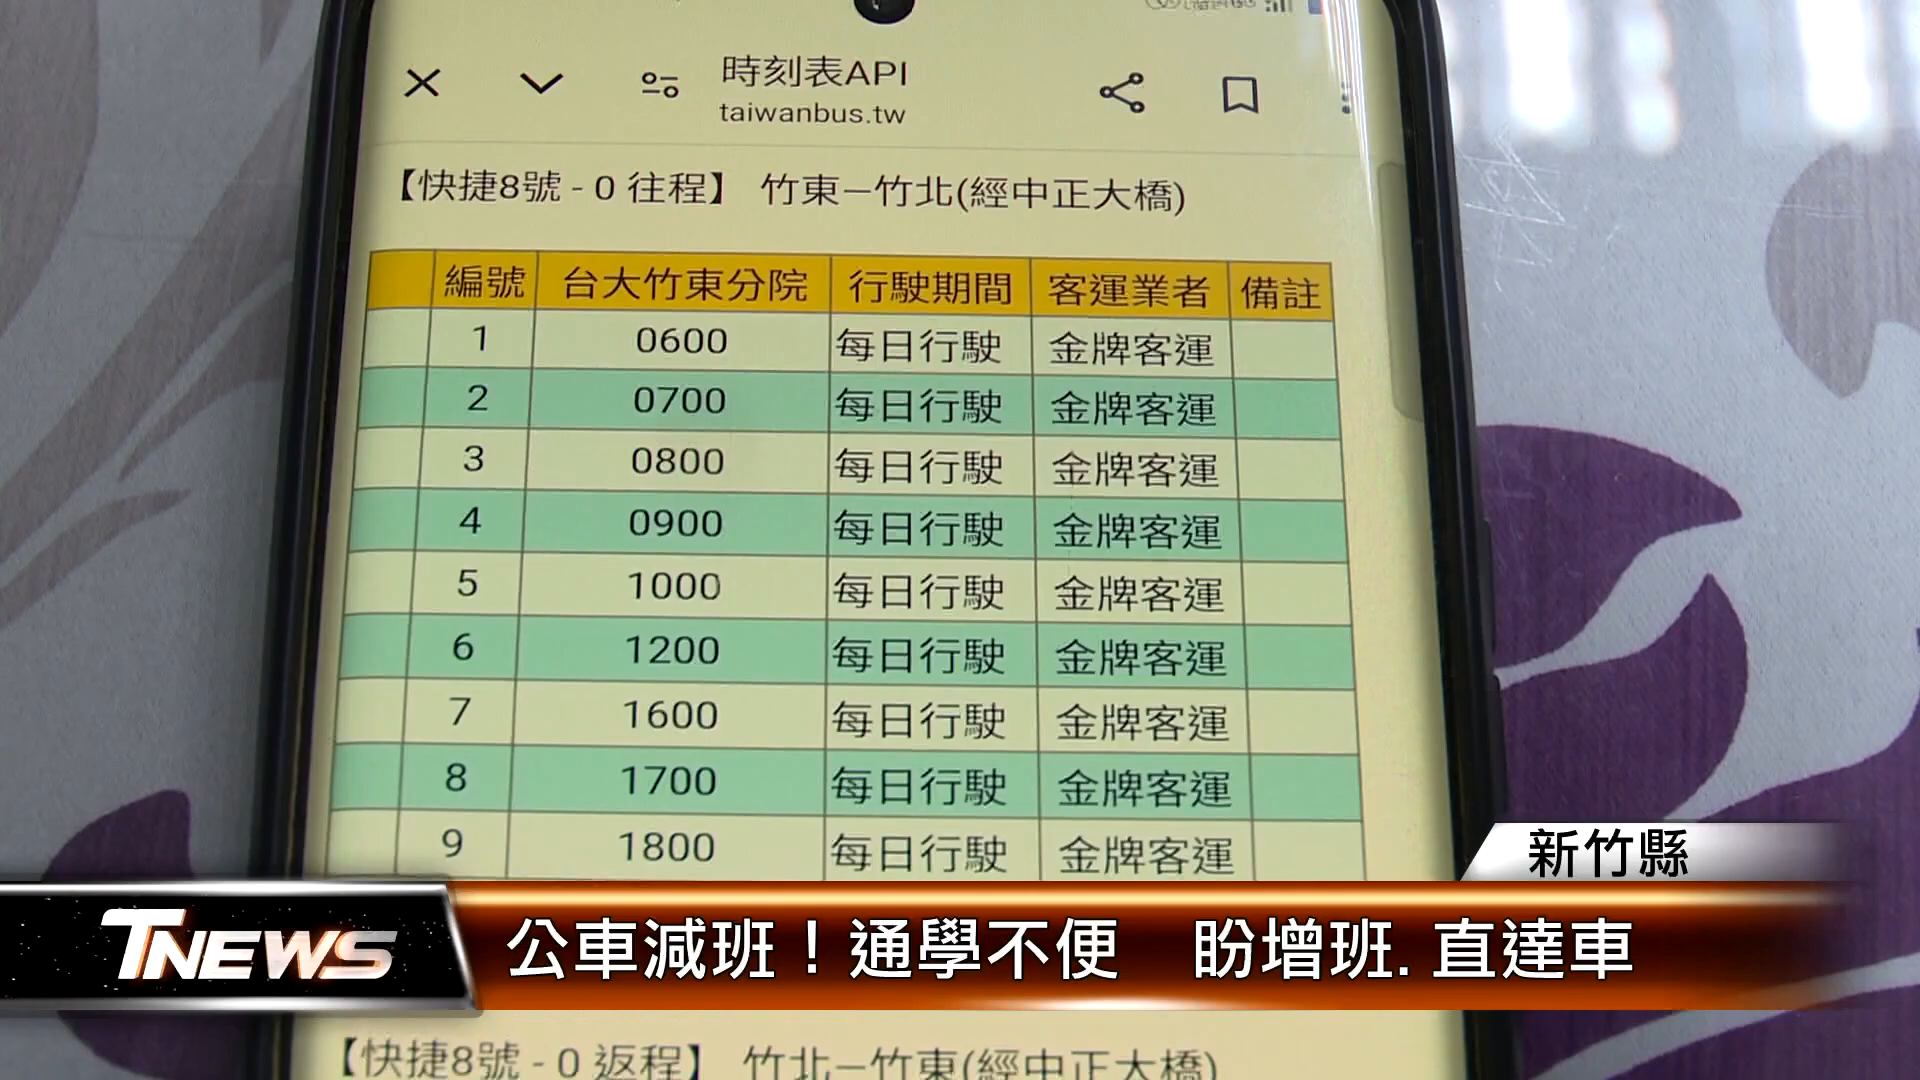 時刻表API
taiwanbus.tw
【快捷8號 - 0 往程】 竹東—竹北(經中正大橋)
編號 台大竹東分院 行駛期間 客運業者 備註
1 0600 每日行駛 金牌客運
2 0700 每日行駛 金牌客運
3 0800 每日行駛 金牌客運
4 0900 每日行駛 金牌客運
5 1000 每日行駛 金牌客運
6 1200 每日行駛 金牌客運
7 1600 每日行駛 金牌客運
8 1700 每日行駛 金牌客運
9 1800 每日行駛 金牌客運
新竹縣
TNEWS 公車減班！通學不便 盼增班.直達車
【快捷8號 - 0 返程】 竹北—竹東(經中正大橋)